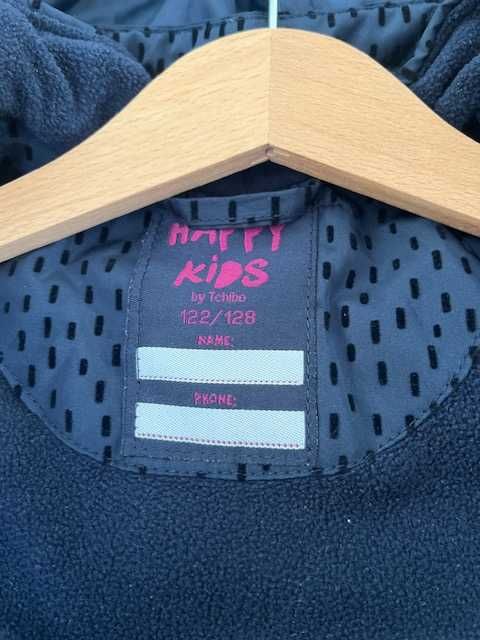 HAPPY
KiDS
by Tchibo
122/128
NAME:
PHONE: